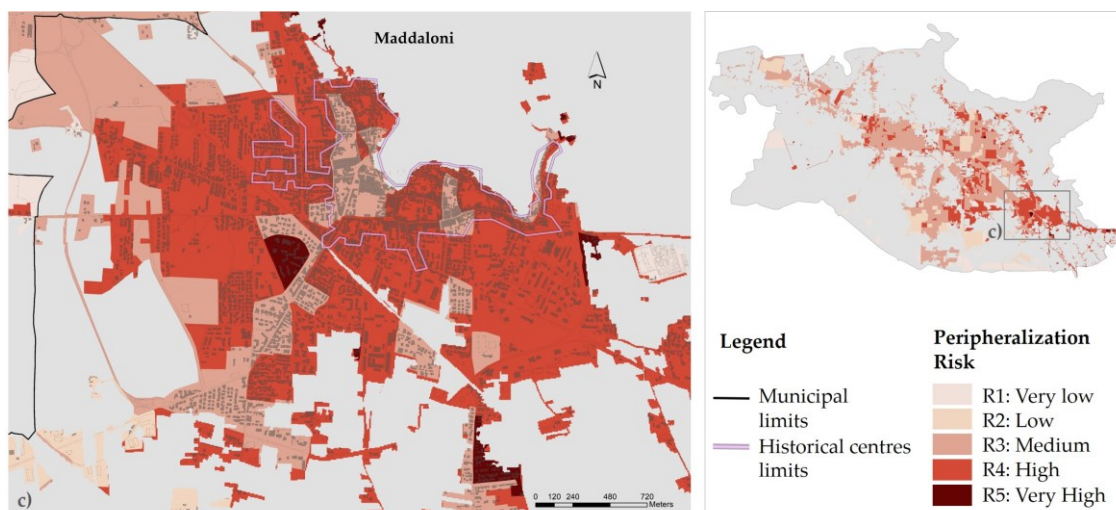 Maddaloni
N
c)
0 120 240 480 720
Meters
c)
Legend
Municipal
limits
Historical centres
limits
Peripheralization
Risk
R1: Very low
R2: Low
R3: Medium
R4: High
R5: Very High